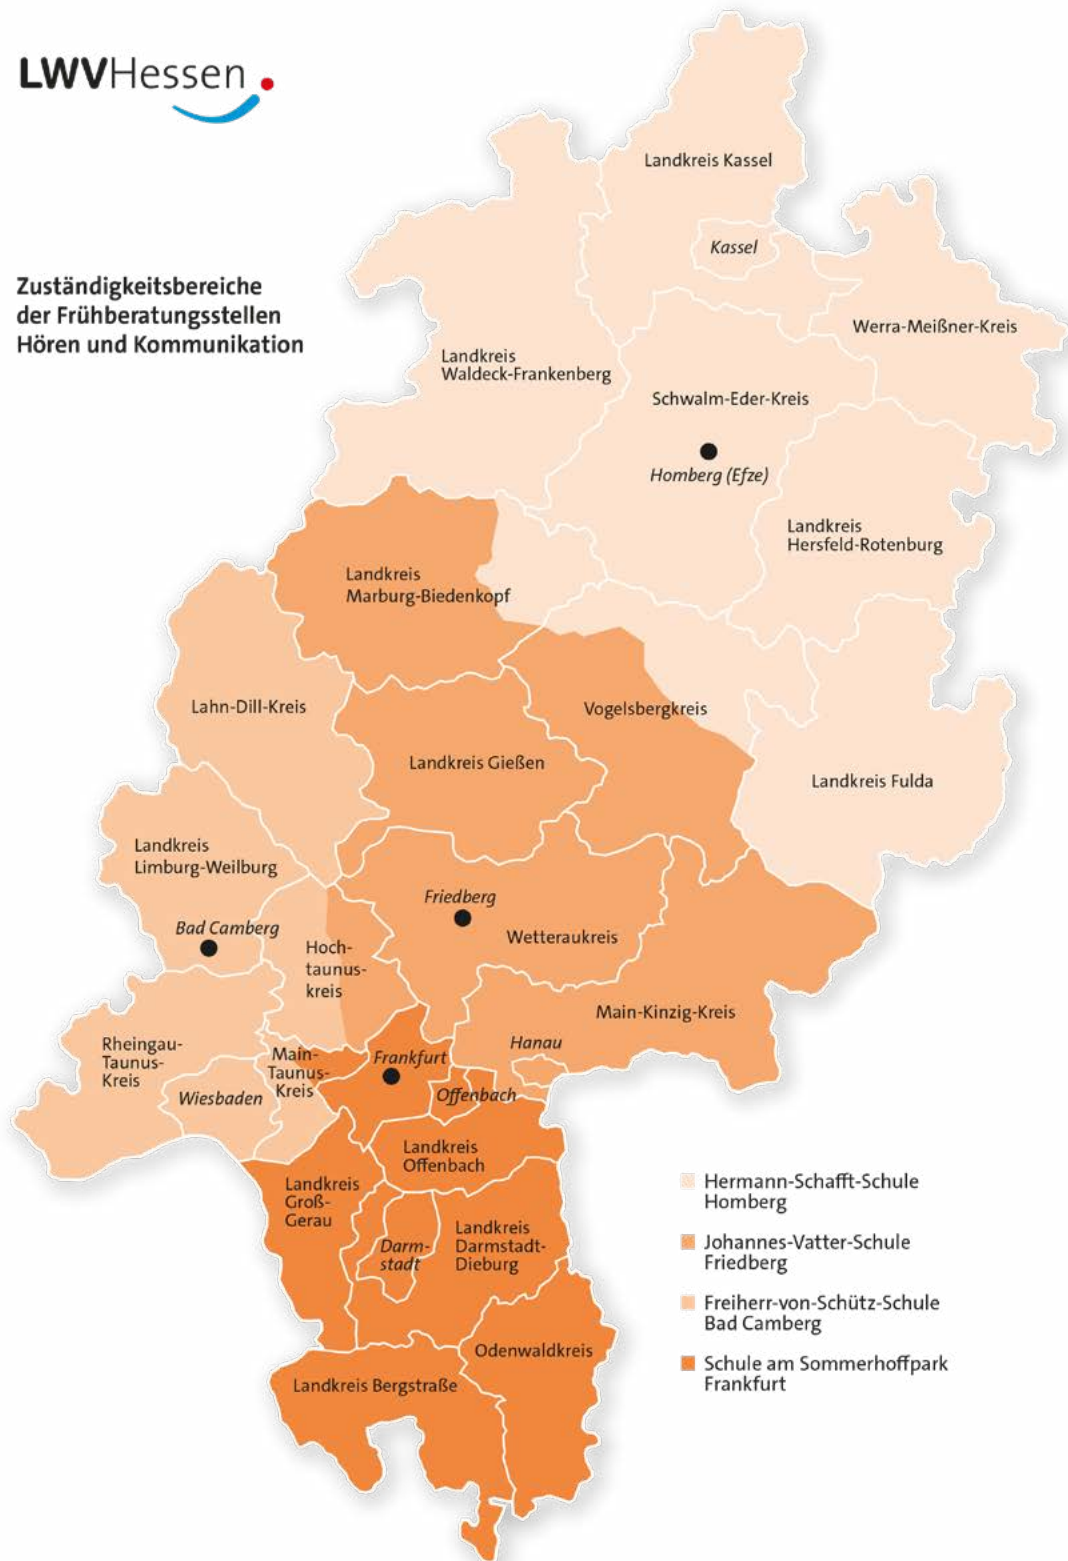 LWVHessen
Zuständigkeitsbereiche
der Frühberatungsstellen
Hören und Kommunikation
Landkreis Kassel
Kassel
Werra-Meißner-Kreis
Landkreis
Waldeck-Frankenberg
Schwalm-Eder-Kreis
Homberg (Efze)
Landkreis
Hersfeld-Rotenburg
Landkreis
Marburg-Biedenkopf
Lahn-Dill-Kreis
Vogelsbergkreis
Landkreis Gießen
Landkreis Fulda
Landkreis
Limburg-Weilburg
Friedberg
Bad Camberg
Wetteraukreis
Hoch-
taunus-
kreis
Main-Kinzig-Kreis
Hanau
Rheingau-
Taunus-
Kreis
Main-
Taunus-
Kreis
Frankfurt
Wiesbaden
Offenbach
Landkreis
Offenbach
Landkreis
Groß-
Gerau
Darm-
stadt
Landkreis
Darmstadt-
Dieburg
Odenwaldkreis
Landkreis Bergstraße
Hermann-Schafft-Schule
Homberg
Johannes-Vatter-Schule
Friedberg
Freiherr-von-Schütz-Schule
Bad Camberg
Schule am Sommerhoffpark
Frankfurt